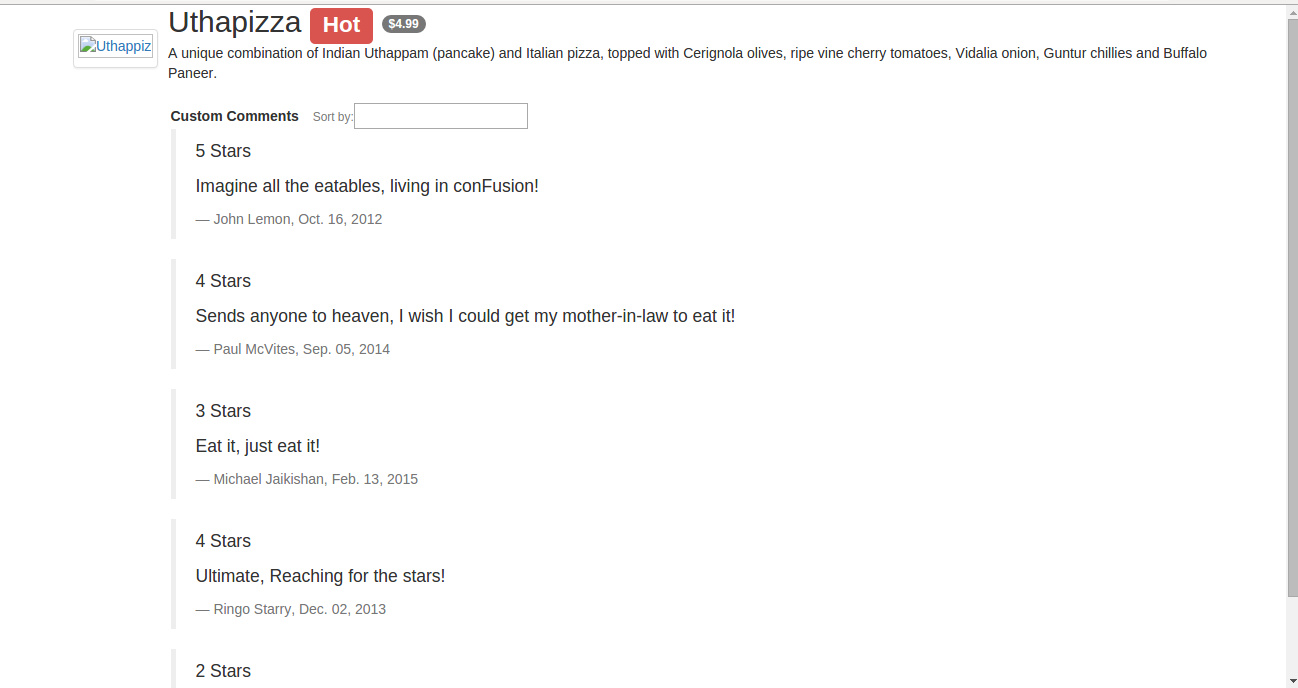 Uthapizza Hot $4.99
Uthappiz
A unique combination of Indian Uthappam (pancake) and Italian pizza, topped with Cerignola olives, ripe vine cherry tomatoes, Vidalia onion, Guntur chillies and Buffalo
Paneer.
Custom Comments Sort by:
5 Stars
Imagine all the eatables, living in conFusion!
— John Lemon, Oct. 16, 2012
4 Stars
Sends anyone to heaven, I wish I could get my mother-in-law to eat it!
— Paul McVites, Sep. 05, 2014
3 Stars
Eat it, just eat it!
— Michael Jaikishan, Feb. 13, 2015
4 Stars
Ultimate, Reaching for the stars!
— Ringo Starry, Dec. 02, 2013
2 Stars